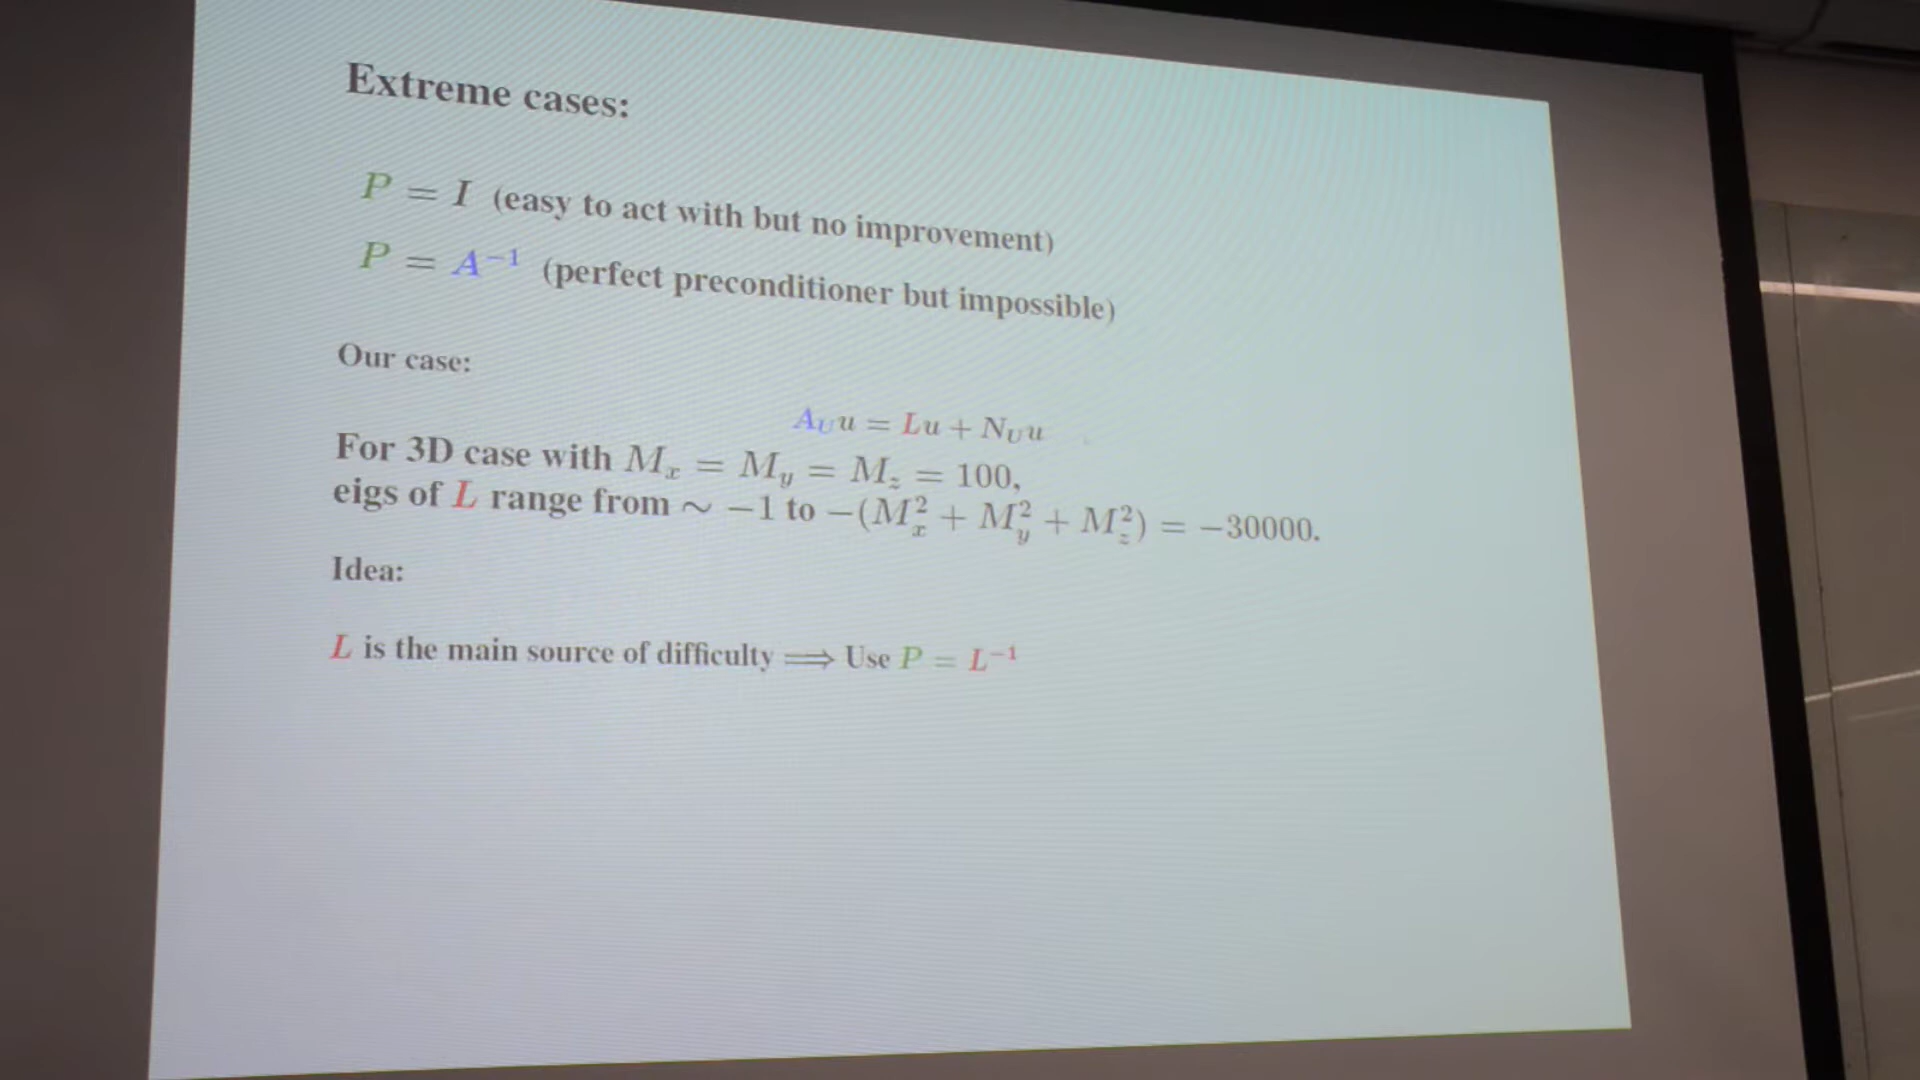 Extreme cases:
P = I (easy to act with but no improvement)
P = A⁻¹ (perfect preconditioner but impossible)
Our case:
A_U u = Lu + N_U u
For 3D case with M_x = M_y = M_z = 100,
eigs of L range from ∼ −1 to −(M_x² + M_y² + M_z²) = −30000.
Idea:
L is the main source of difficulty ⟹ Use P = L⁻¹